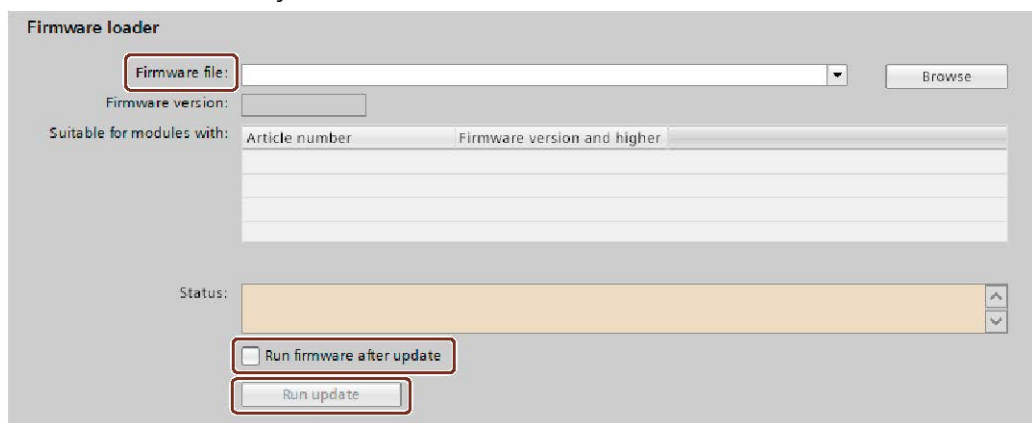 Firmware loader
Firmware file: Browse
Firmware version:
Suitable for modules with: Article number Firmware version and higher
Status:
Run firmware after update
Run update